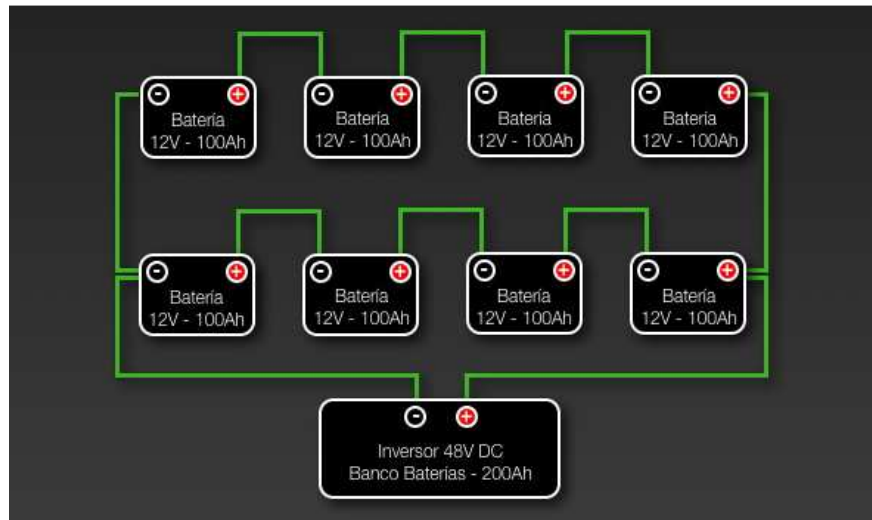 - +
Batería
12V - 100Ah
- +
Batería
12V - 100Ah
- +
Batería
12V - 100Ah
- +
Batería
12V - 100Ah
- +
Batería
12V - 100Ah
- +
Batería
12V - 100Ah
- +
Batería
12V - 100Ah
- +
Batería
12V - 100Ah
- +
Inversor 48V DC
Banco Baterias - 200Ah